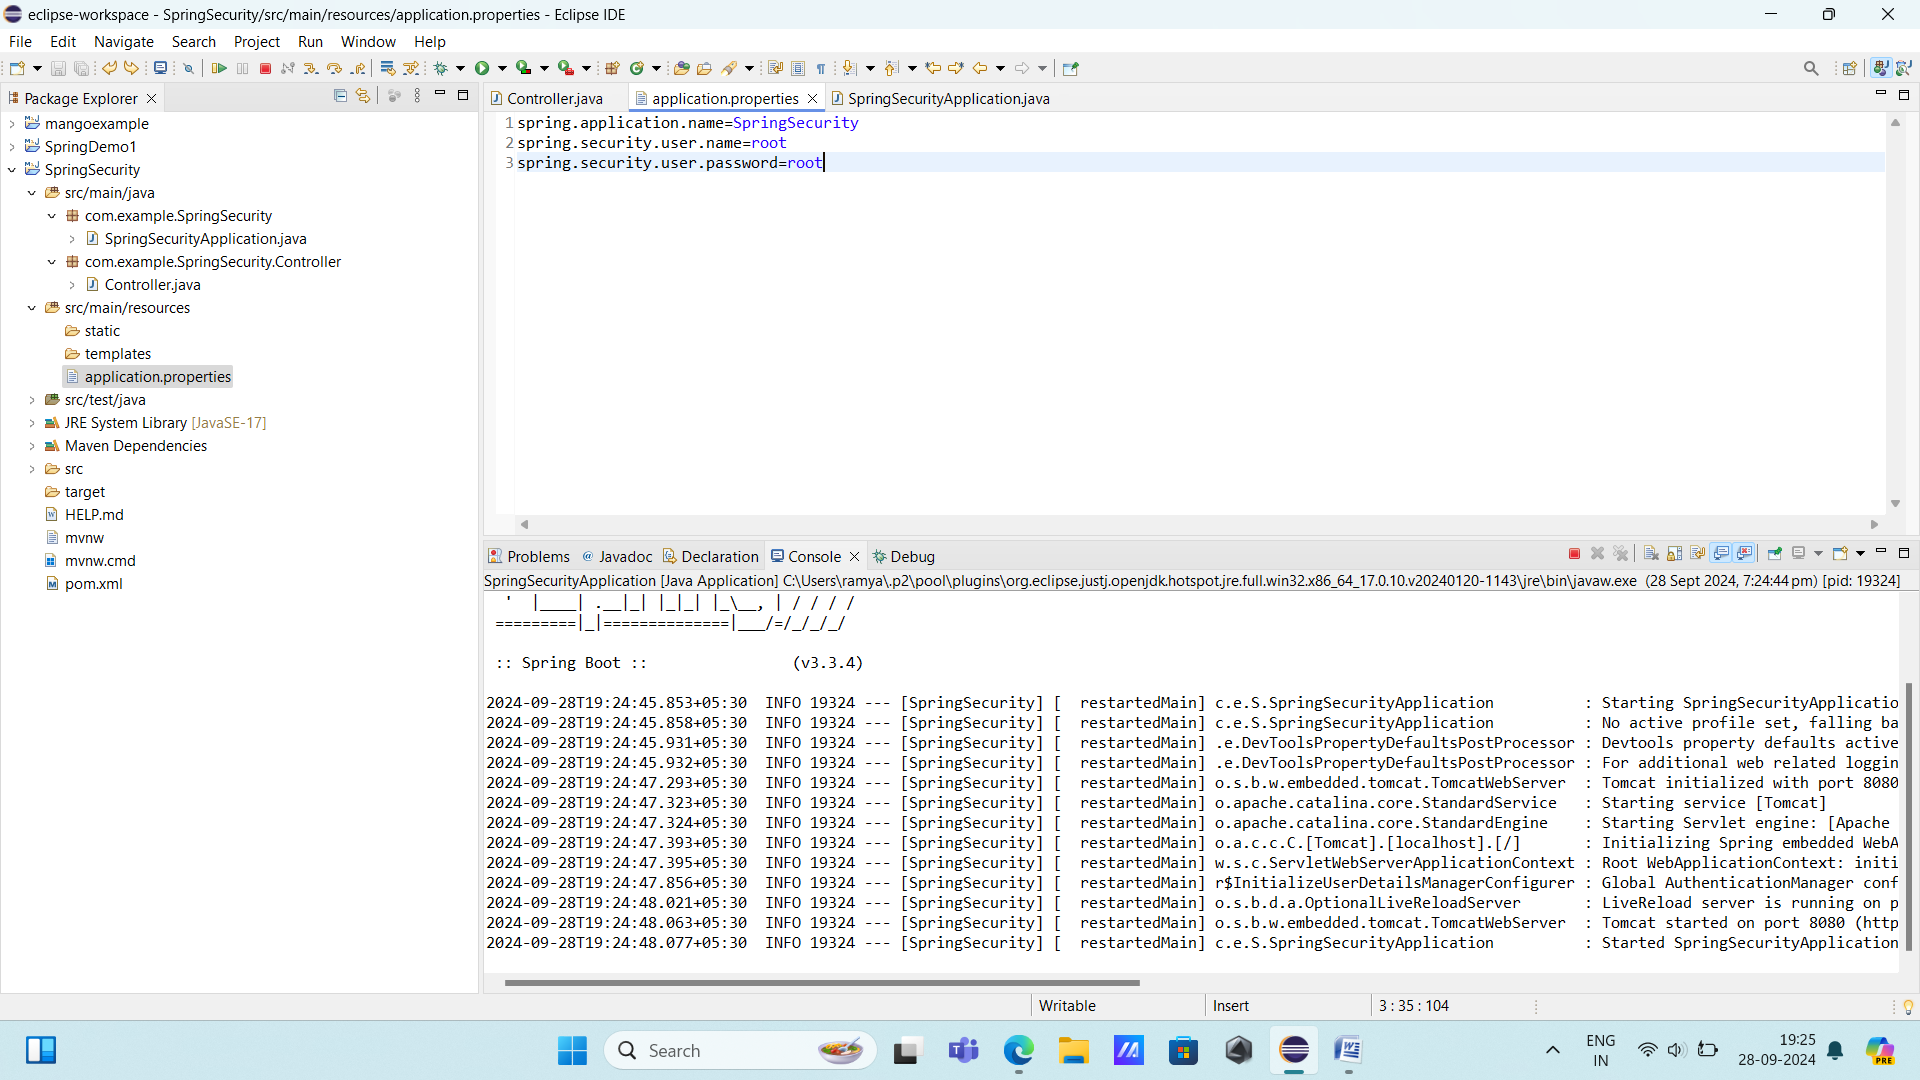 eclipse-workspace - SpringSecurity/src/main/resources/application.properties - Eclipse IDE
File Edit Navigate Search Project Run Window Help
Package Explorer
mangoexample
SpringDemo1
SpringSecurity
src/main/java
com.example.SpringSecurity
SpringSecurityApplication.java
com.example.SpringSecurity.Controller
Controller.java
src/main/resources
static
templates
application.properties
src/test/java
JRE System Library [JavaSE-17]
Maven Dependencies
src
target
HELP.md
mvnw
mvnw.cmd
pom.xml
Controller.java application.properties SpringSecurityApplication.java
1 spring.application.name=SpringSecurity
2 spring.security.user.name=root
3 spring.security.user.password=root
Problems Javadoc Declaration Console Debug
SpringSecurityApplication [Java Application] C:\Users\ramya\.p2\pool\plugins\org.eclipse.justj.openjdk.hotspot.jre.full.win32.x86_64_17.0.10.v20240120-1143\jre\bin\javaw.exe (28 Sept 2024, 7:24:44 pm) [pid: 19324]
'  |____| .__|_| |_|_| |_\__, | / / / /
=========|_|==============|___/=/_/_/_/
:: Spring Boot :: (v3.3.4)
2024-09-28T19:24:45.853+05:30  INFO 19324 --- [SpringSecurity] [  restartedMain] c.e.S.SpringSecurityApplication          : Starting SpringSecurityApplicatio
2024-09-28T19:24:45.858+05:30  INFO 19324 --- [SpringSecurity] [  restartedMain] c.e.S.SpringSecurityApplication          : No active profile set, falling ba
2024-09-28T19:24:45.931+05:30  INFO 19324 --- [SpringSecurity] [  restartedMain] .e.DevToolsPropertyDefaultsPostProcessor : Devtools property defaults active
2024-09-28T19:24:45.932+05:30  INFO 19324 --- [SpringSecurity] [  restartedMain] .e.DevToolsPropertyDefaultsPostProcessor : For additional web related loggin
2024-09-28T19:24:47.293+05:30  INFO 19324 --- [SpringSecurity] [  restartedMain] o.s.b.w.embedded.tomcat.TomcatWebServer  : Tomcat initialized with port 8080
2024-09-28T19:24:47.323+05:30  INFO 19324 --- [SpringSecurity] [  restartedMain] o.apache.catalina.core.StandardService   : Starting service [Tomcat]
2024-09-28T19:24:47.324+05:30  INFO 19324 --- [SpringSecurity] [  restartedMain] o.apache.catalina.core.StandardEngine    : Starting Servlet engine: [Apache
2024-09-28T19:24:47.393+05:30  INFO 19324 --- [SpringSecurity] [  restartedMain] o.a.c.c.C.[Tomcat].[localhost].[/]       : Initializing Spring embedded WebA
2024-09-28T19:24:47.395+05:30  INFO 19324 --- [SpringSecurity] [  restartedMain] w.s.c.ServletWebServerApplicationContext : Root WebApplicationContext: initi
2024-09-28T19:24:47.856+05:30  INFO 19324 --- [SpringSecurity] [  restartedMain] r$InitializeUserDetailsManagerConfigurer : Global AuthenticationManager conf
2024-09-28T19:24:48.021+05:30  INFO 19324 --- [SpringSecurity] [  restartedMain] o.s.b.d.a.OptionalLiveReloadServer       : LiveReload server is running on p
2024-09-28T19:24:48.063+05:30  INFO 19324 --- [SpringSecurity] [  restartedMain] o.s.b.w.embedded.tomcat.TomcatWebServer  : Tomcat started on port 8080 (http
2024-09-28T19:24:48.077+05:30  INFO 19324 --- [SpringSecurity] [  restartedMain] c.e.S.SpringSecurityApplication          : Started SpringSecurityApplication
Writable Insert 3 : 35 : 104
Search
ENG
IN
19:25
28-09-2024
PRE